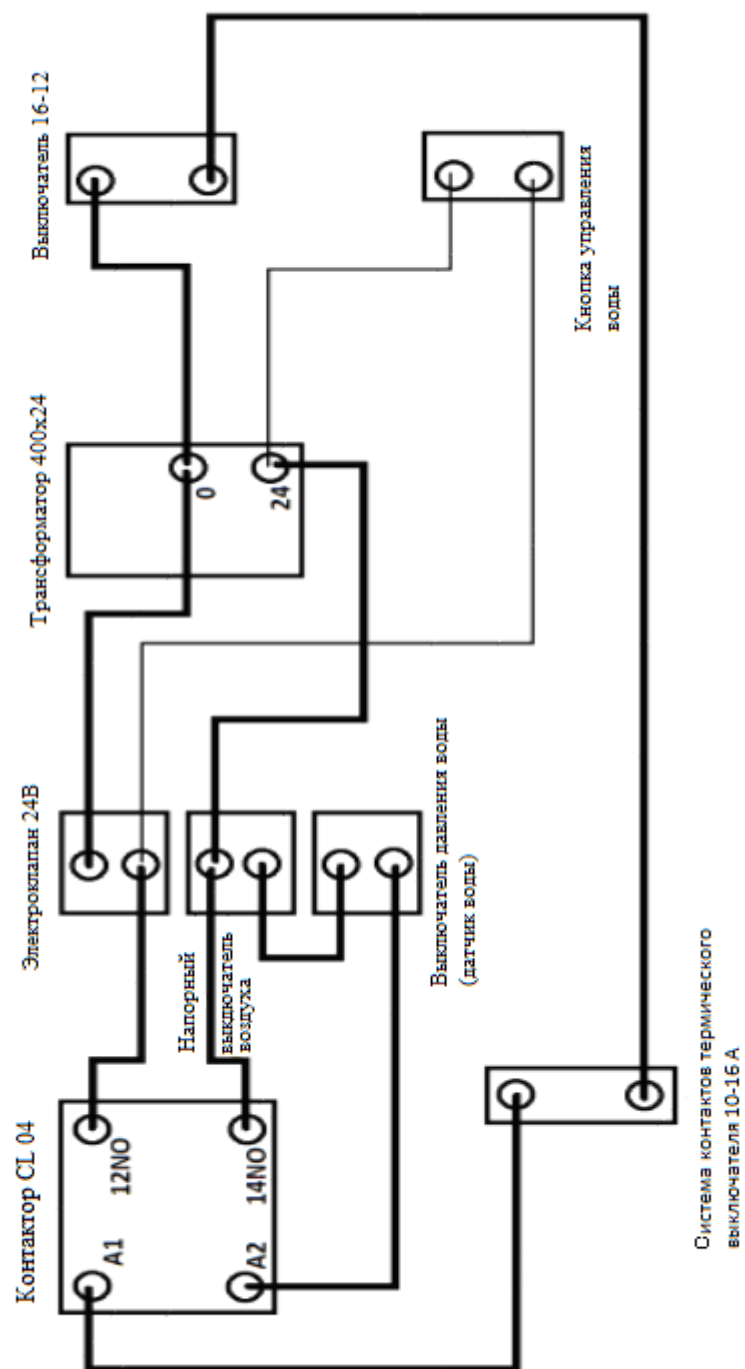 Контактор CL 04
Электроклапан 24В
Трансформатор 400х24
Выключатель 16-12
A1
12NO
A2
14NO
Напорный
выключатель
воздуха
0
24
Выключатель давления воды
(датчик воды)
Кнопка управления
воды
Система контактов термического
выключателя 10-16 А